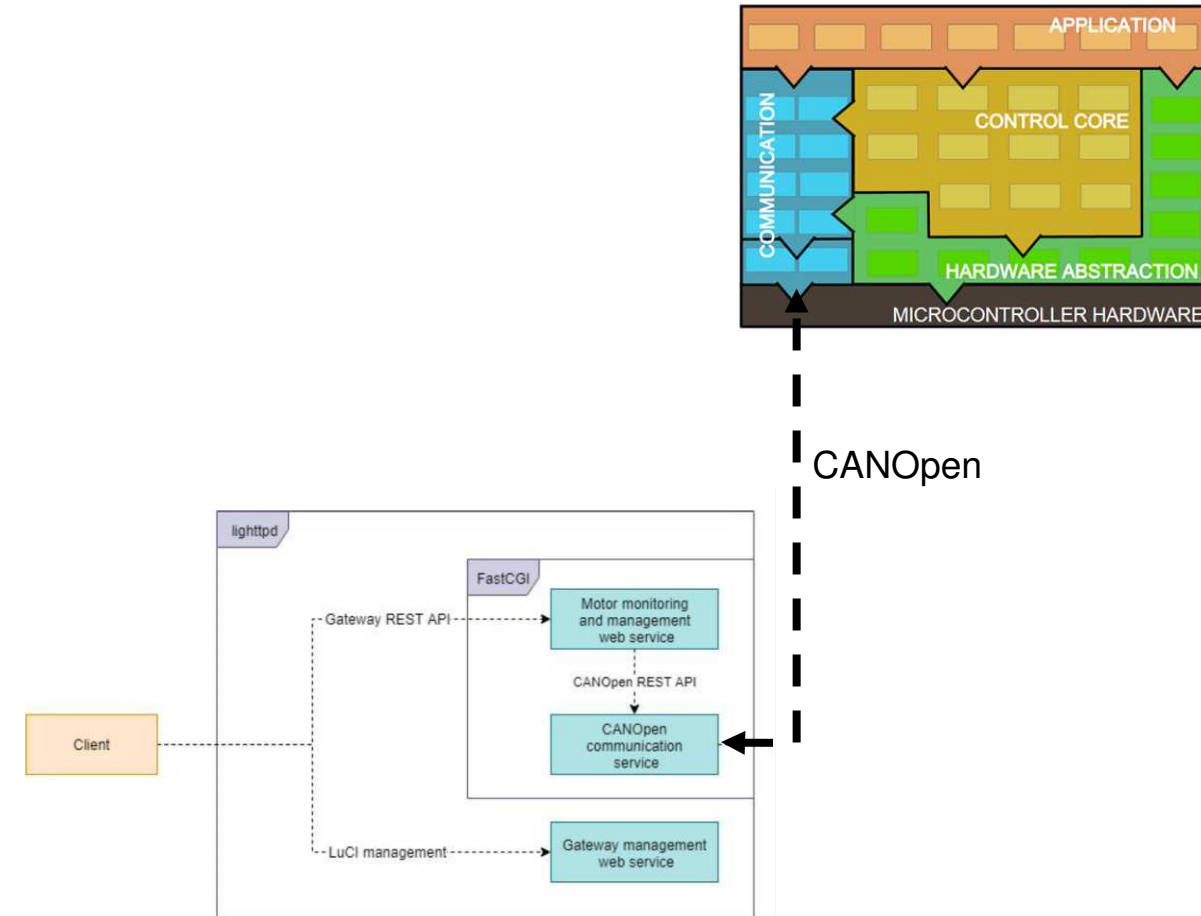 APPLICATION
COMMUNICATION
CONTROL CORE
HARDWARE ABSTRACTION
MICROCONTROLLER HARDWARE
CANOpen
lighttpd
FastCGI
Motor monitoring
and management
web service
Gateway REST API
CANOpen REST API
Client
CANOpen
communication
service
LuCI management
Gateway management
web service